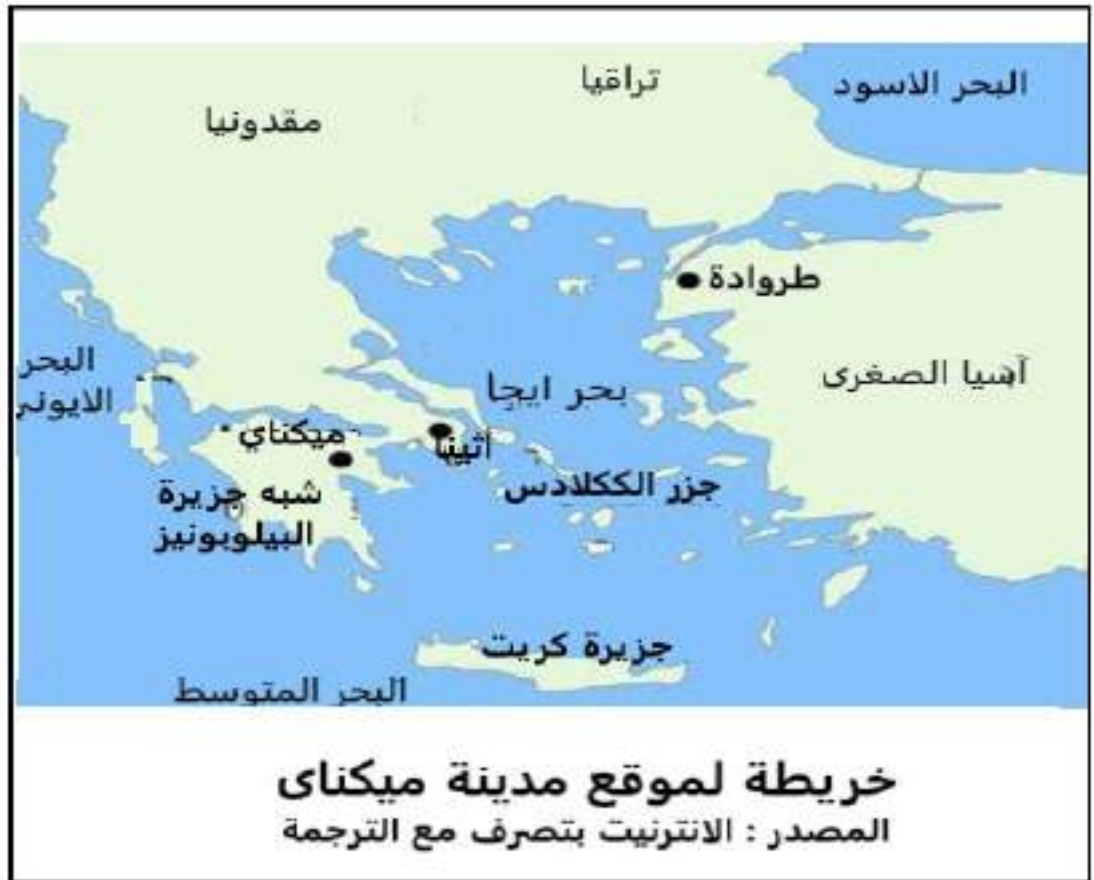 البحر الاسود
تراقيا
مقدونيا
طروادة
آسيا الصغرى
البحر
الايوني
بحر ايجا
ميكناي
اثينا
جزر الككلادس
شبه جزيرة
البيلوبونيز
جزيرة كريت
البحر المتوسط
خريطة لموقع مدينة ميكناى
المصدر : الانترنيت بتصرف مع الترجمة